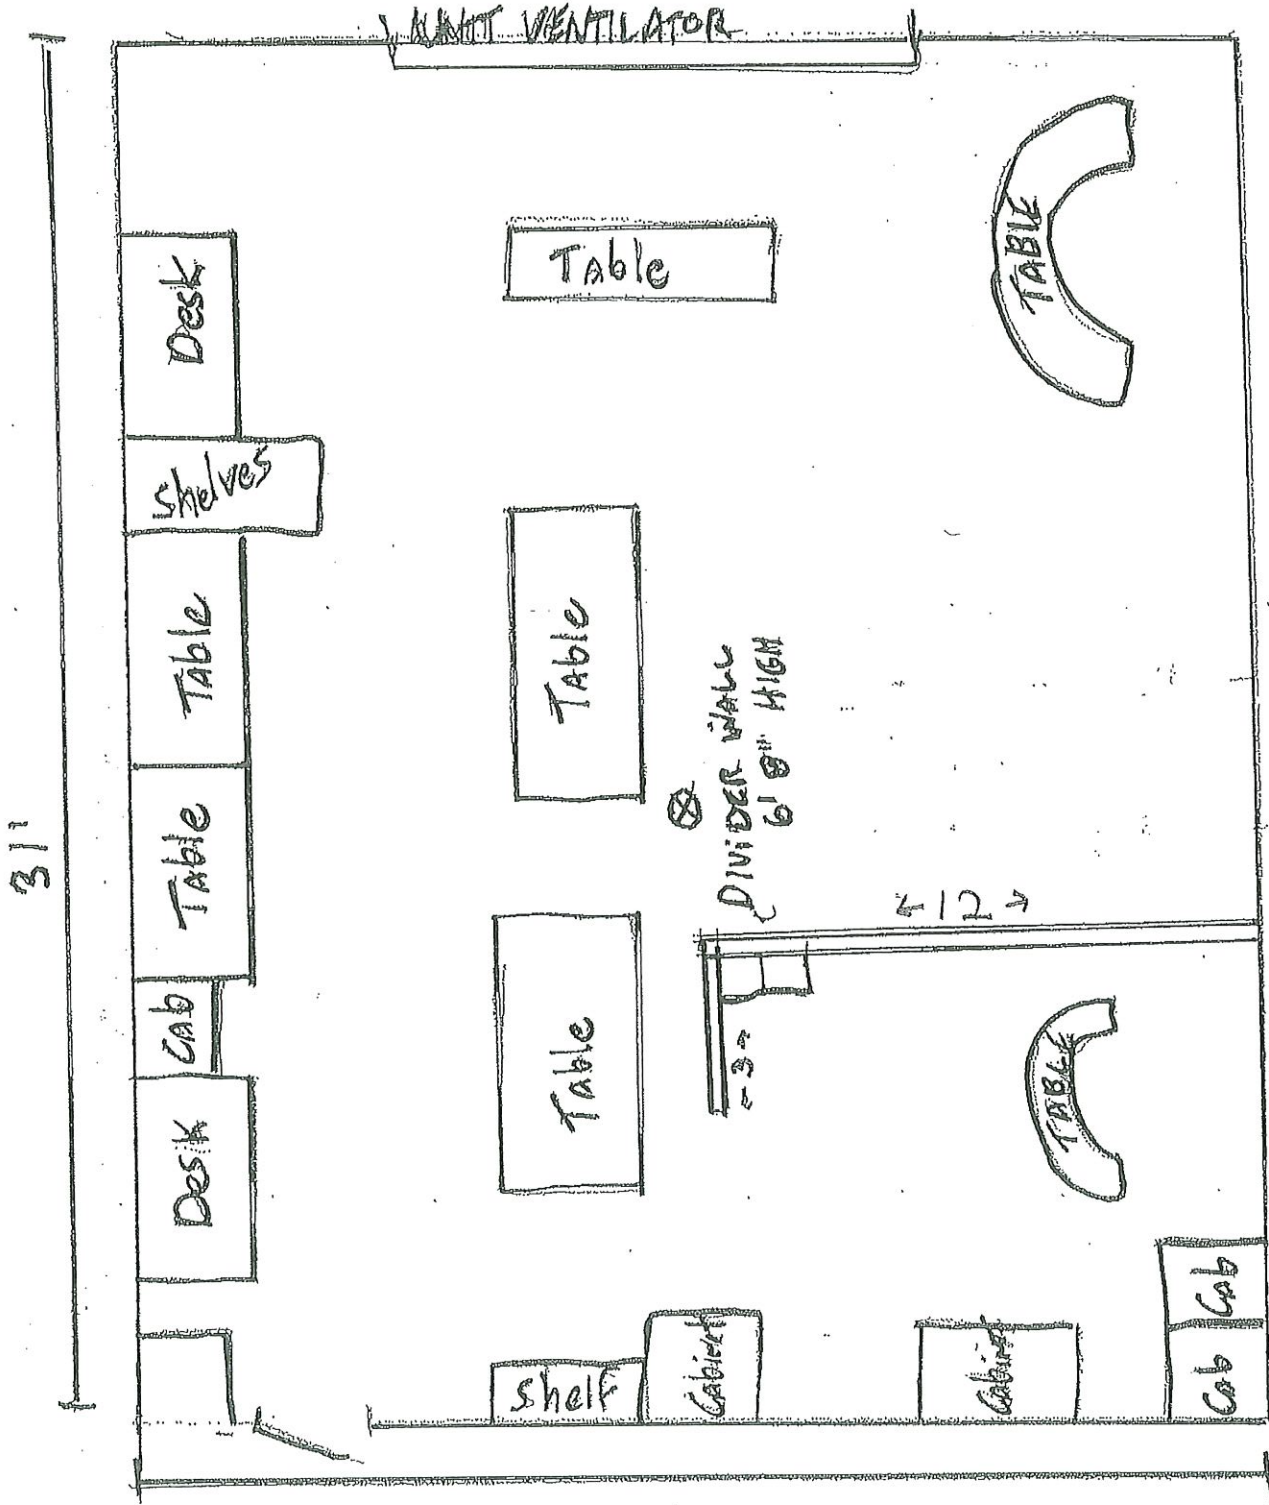 UNIT VENTILATOR
Table
TABLE
Desk
shelves
Table
Table
DIVIDER WALL
6' 8" HIGH
31'
Table
←12→
Cab
Table
-3-
TABLE
Desk
Cab
shelf
Cabinet
Cabinet
Cab